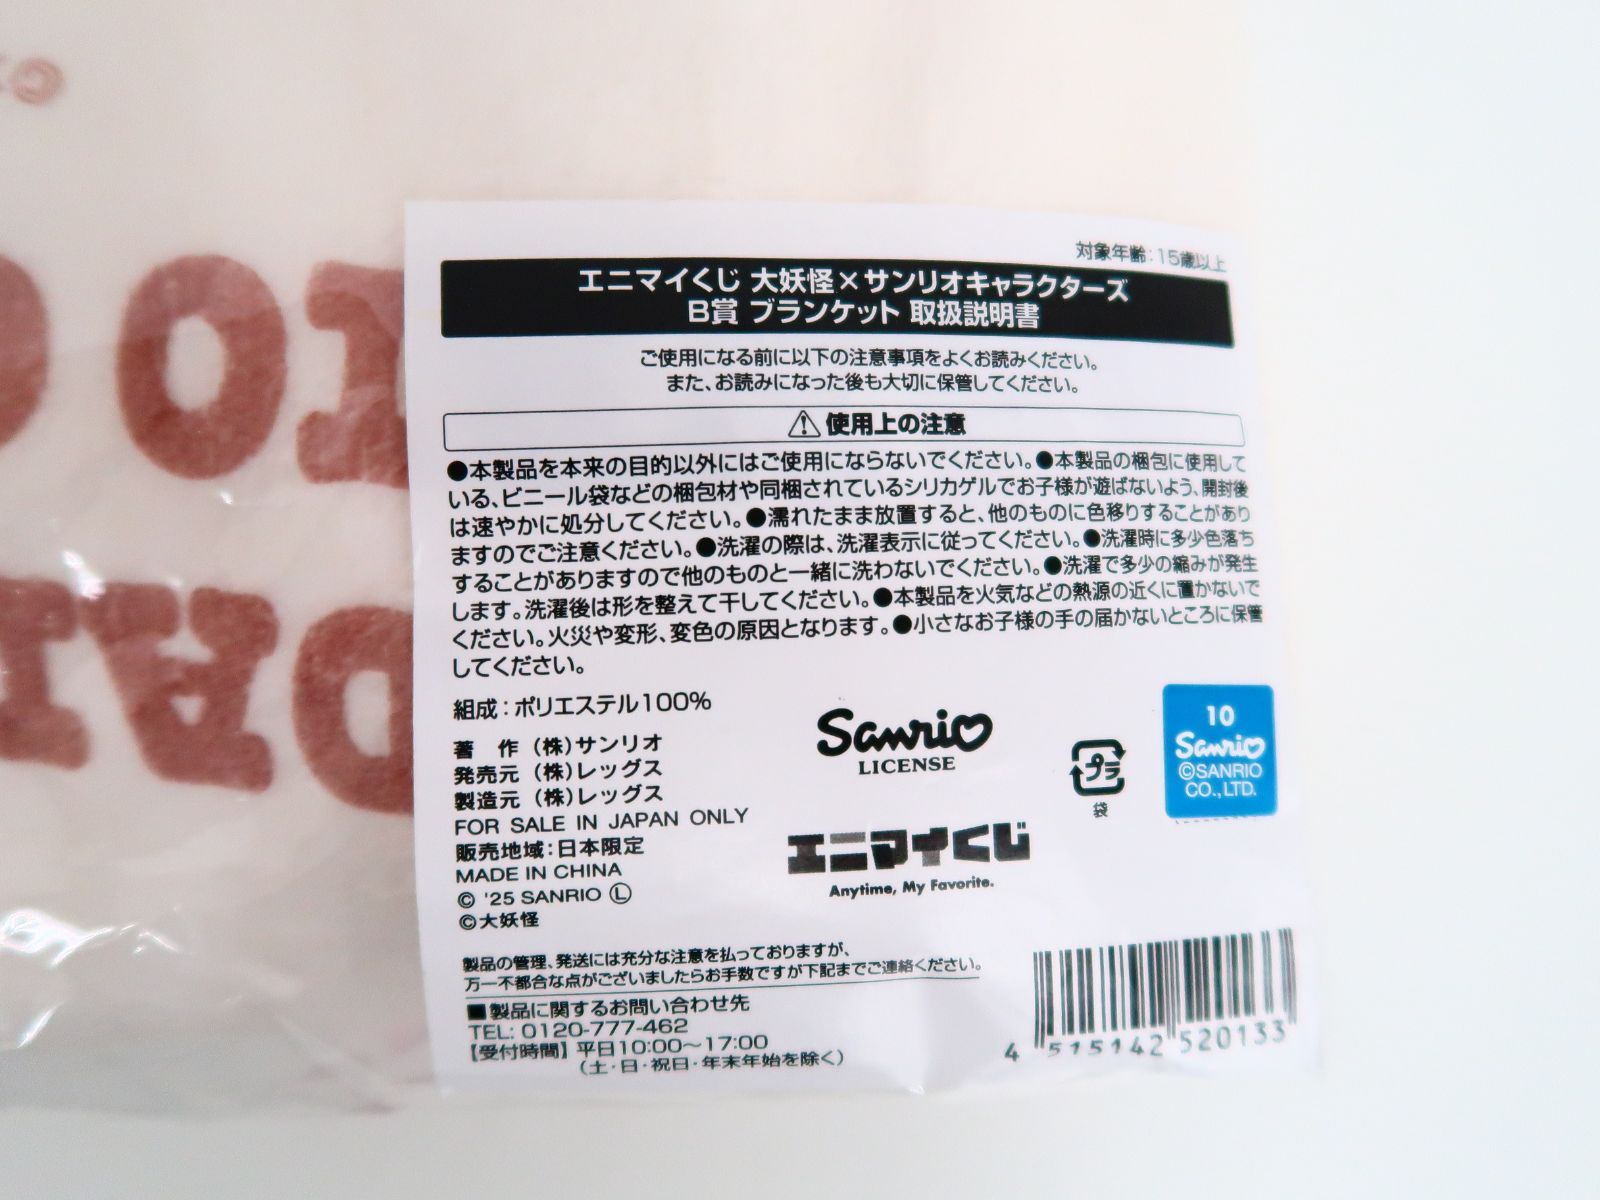 対象年齢:15歳以上
エニマイくじ 大妖怪×サンリオキャラクターズ
B賞 ブランケット 取扱説明書
ご使用になる前に以下の注意事項をよくお読みください。
また、お読みになった後も大切に保管してください。
⚠使用上の注意
●本製品を本来の目的以外にはご使用にならないでください。●本製品の梱包に使用して
いる、ビニール袋などの梱包材や同梱されているシリカゲルでお子様が遊ばないよう、開封後
は速やかに処分してください。●濡れたまま放置すると、他のものに色移りすることがあり
ますのでご注意ください。●洗濯の際は、洗濯表示に従ってください。●洗濯時に多少色落ち
することがありますので他のものと一緒に洗わないでください。●洗濯で多少の縮みが発生
します。洗濯後は形を整えて干してください。●本製品を火気などの熱源の近くに置かないで
ください。火災や変形、変色の原因となります。●小さなお子様の手の届かないところに保管
してください。
組成:ポリエステル100%
著 作 (株)サンリオ
発売元 (株)レッグス
製造元 (株)レッグス
FOR SALE IN JAPAN ONLY
販売地域:日本限定
MADE IN CHINA
© '25 SANRIO Ⓛ
©大妖怪
Sanrio
LICENSE
エニマイくじ
Anytime, My Favorite.
プラ
袋
10
Sanrio
©SANRIO
CO.,LTD.
製品の管理、発送には充分な注意を払っておりますが、
万一不都合な点がございましたらお手数ですが下記までご連絡ください。
■製品に関するお問い合わせ先
TEL: 0120-777-462
【受付時間】平日10:00〜17:00
(土・日・祝日・年末年始を除く)
4 515142 520133
IO
DAI